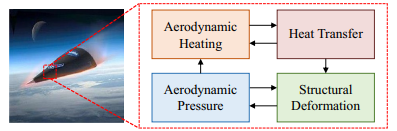 Aerodynamic
Heating
Heat Transfer
Aerodynamic
Pressure
Structural
Deformation